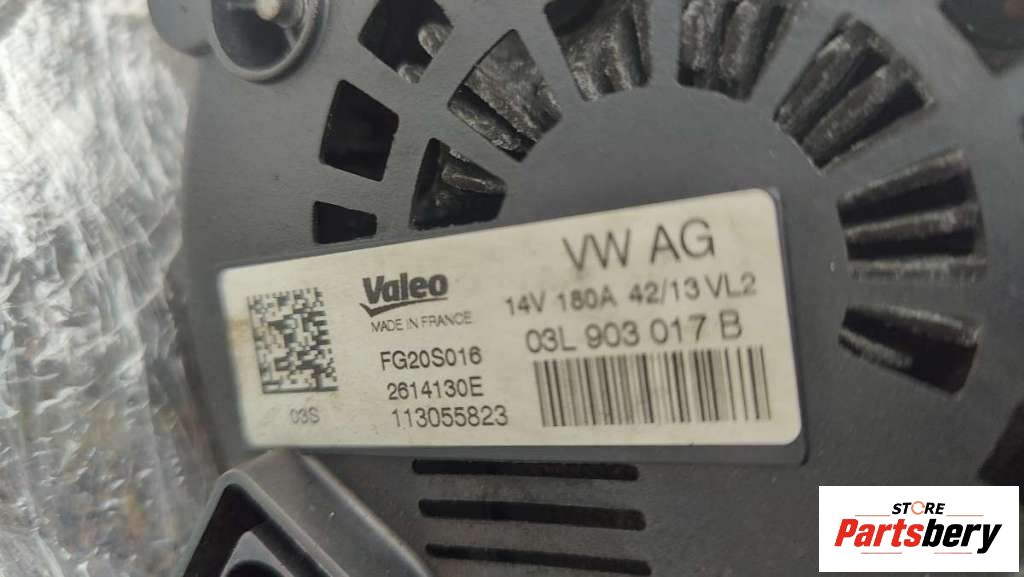 VW AG
Valeo
14V 180A 42/13 VL2
MADE IN FRANCE
03L 903 017 B
FG20S016
2614130E
03S
113055823
STORE
Partsbery